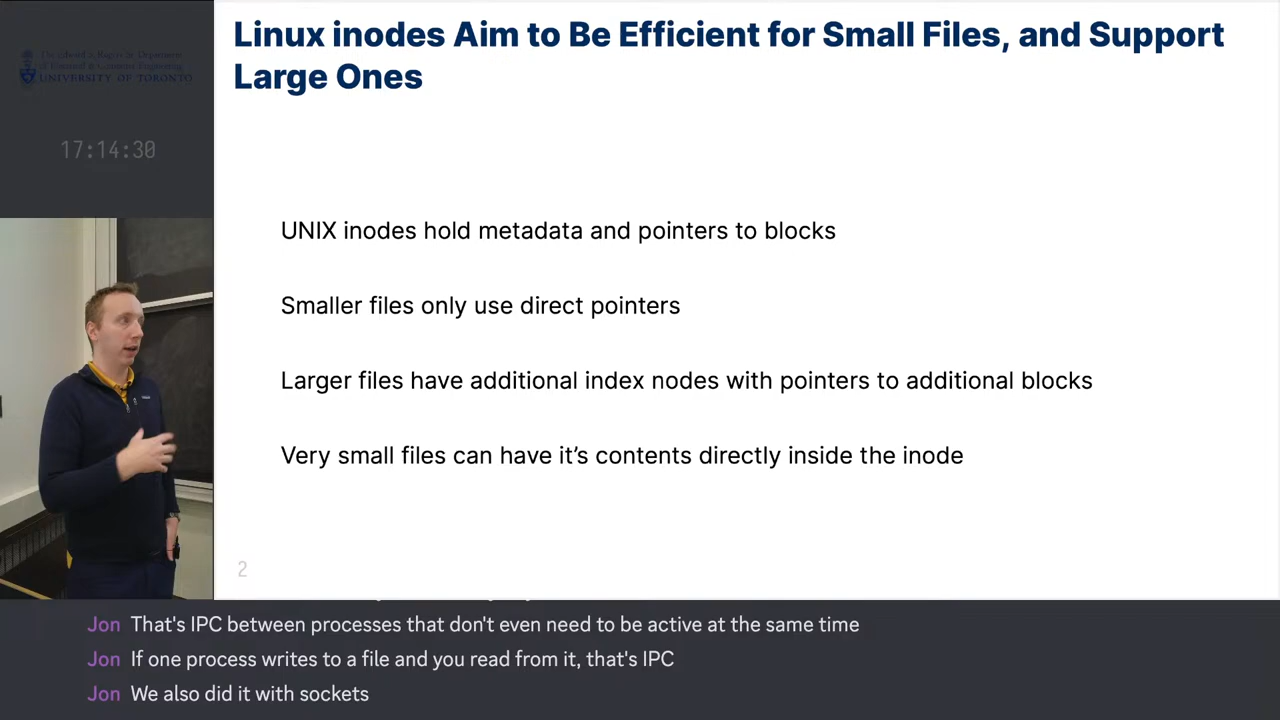 Linux inodes Aim to Be Efficient for Small Files, and Support
Large Ones
UNIVERSITY OF TORONTO
17:14:30
UNIX inodes hold metadata and pointers to blocks
Smaller files only use direct pointers
Larger files have additional index nodes with pointers to additional blocks
Very small files can have it’s contents directly inside the inode
2
Jon That's IPC between processes that don't even need to be active at the same time
Jon If one process writes to a file and you read from it, that's IPC
Jon We also did it with sockets